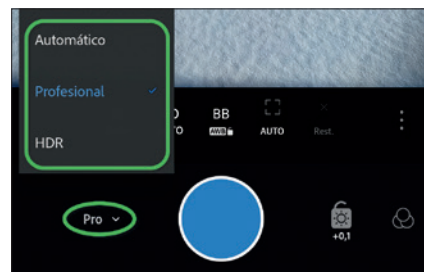 Automático
Profesional
HDR
BB
AWB
AUTO
Rest.
Pro
+0,1